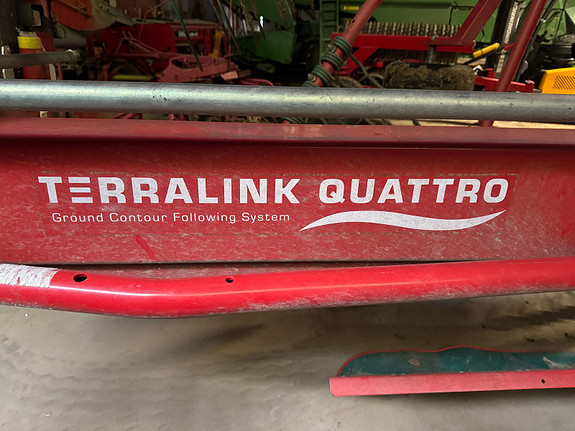 TERRALINK QUATTRO
Ground Contour Following System